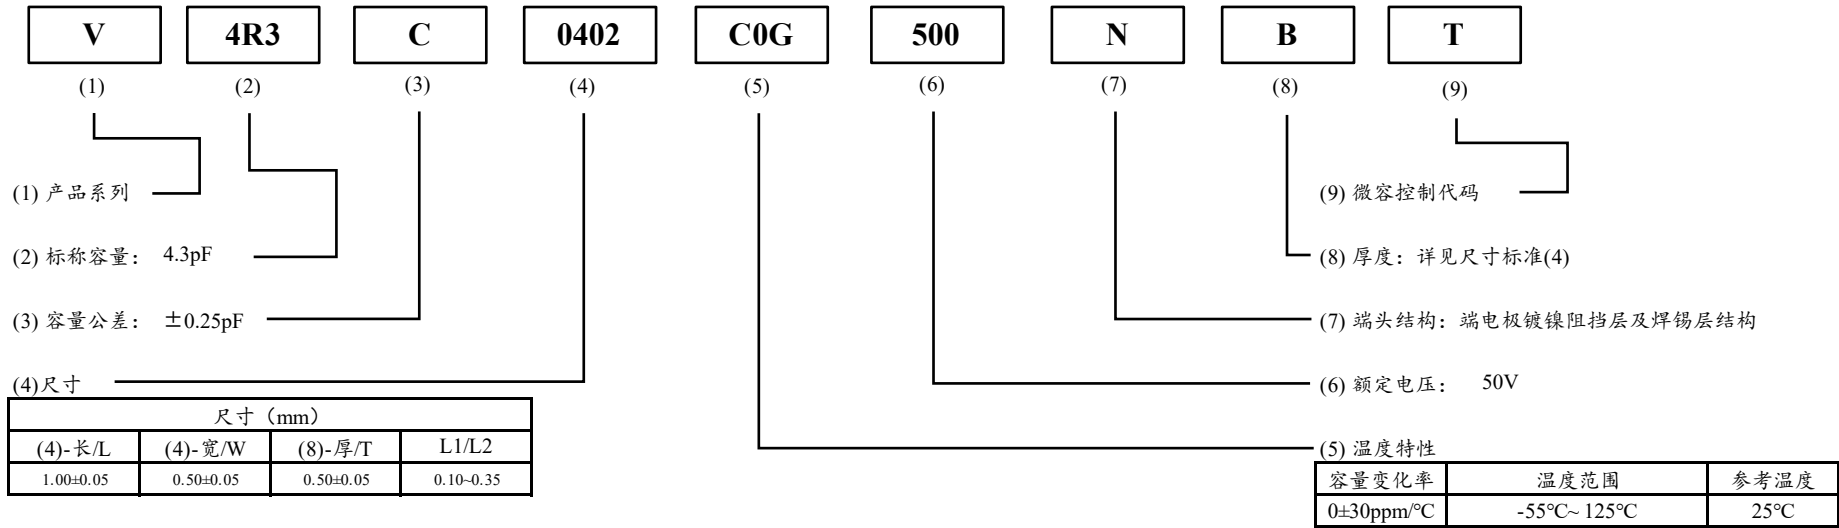 V 4R3 C 0402 C0G 500 N B T
(1) (2) (3) (4) (5) (6) (7) (8) (9)
(1) 产品系列
(9) 微容控制代码
(2) 标称容量： 4.3pF
(8) 厚度：详见尺寸标准(4)
(3) 容量公差： ±0.25pF
(7) 端头结构：端电极镀镍阻挡层及焊锡层结构
(4)尺寸
(6) 额定电压： 50V
尺寸（mm）
(4)-长/L (4)-宽/W (8)-厚/T L1/L2
1.00±0.05 0.50±0.05 0.50±0.05 0.10~0.35
(5) 温度特性
容量变化率 温度范围 参考温度
0±30ppm/°C -55°C~ 125°C 25°C